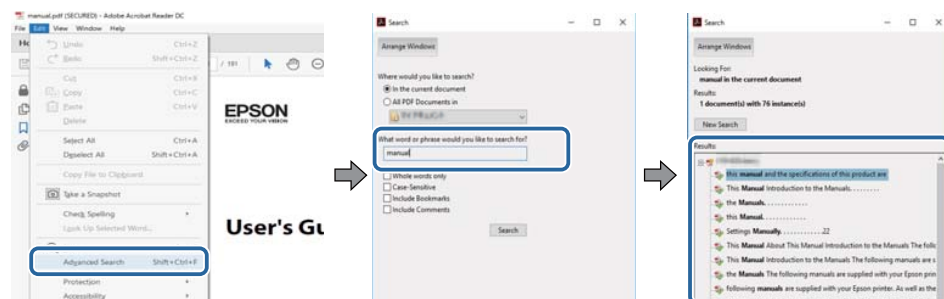 manual.pdf (SECURED) - Adobe Acrobat Reader DC
File Edit View Window Help
Undo Ctrl+Z
Redo Shift+Ctrl+Z
Cut Ctrl+X
Copy Ctrl+C
Paste Ctrl+V
Delete
Select All Ctrl+A
Deselect All Shift+Ctrl+A
Copy File to Clipboard
Take a Snapshot
Check Spelling
Look Up Selected Word...
Advanced Search Shift+Ctrl+F
Protection
Accessibility
/ 191
EPSON
EXCEED YOUR VISION
User's Gu
Search
Arrange Windows
Where would you like to search?
In the current document
All PDF Documents in
What word or phrase would you like to search for?
manual
Whole words only
Case-Sensitive
Include Bookmarks
Include Comments
Search
Search
Arrange Windows
Looking For:
manual in the current document
Results:
1 document(s) with 76 instance(s)
New Search
Results:
this manual and the specifications of this product are
This Manual Introduction to the Manuals. . . . . . . . .
the Manuals. . . . . . . . . . . . .
this Manual. . . . . . . . . . . . .
Settings Manually. . . . . . . . . . . . .22
This Manual About This Manual Introduction to the Manuals The follo
This Manual Introduction to the Manuals The following manuals are s
the Manuals The following manuals are supplied with your Epson prin
following manuals are supplied with your Epson printer. As well as the